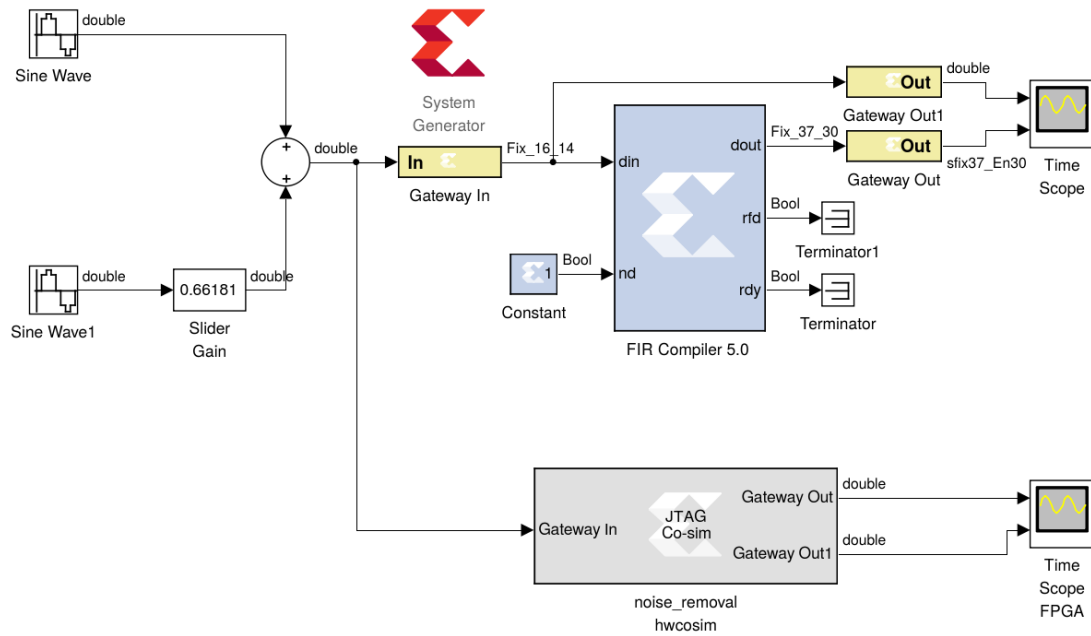 double
Sine Wave
System
Generator
+
+
double
In
Gateway In
Fix_16_14
double
Sine Wave1
0.66181
double
Slider
Gain
1
Bool
Constant
din
nd
dout
rfd
rdy
FIR Compiler 5.0
Fix_37_30
Bool
Terminator1
Bool
Terminator
Out
double
Gateway Out1
Out
Gateway Out
sfix37_En30
Time
Scope
Gateway In
JTAG
Co-sim
Gateway Out
Gateway Out1
noise_removal
hwcosim
double
double
Time
Scope
FPGA